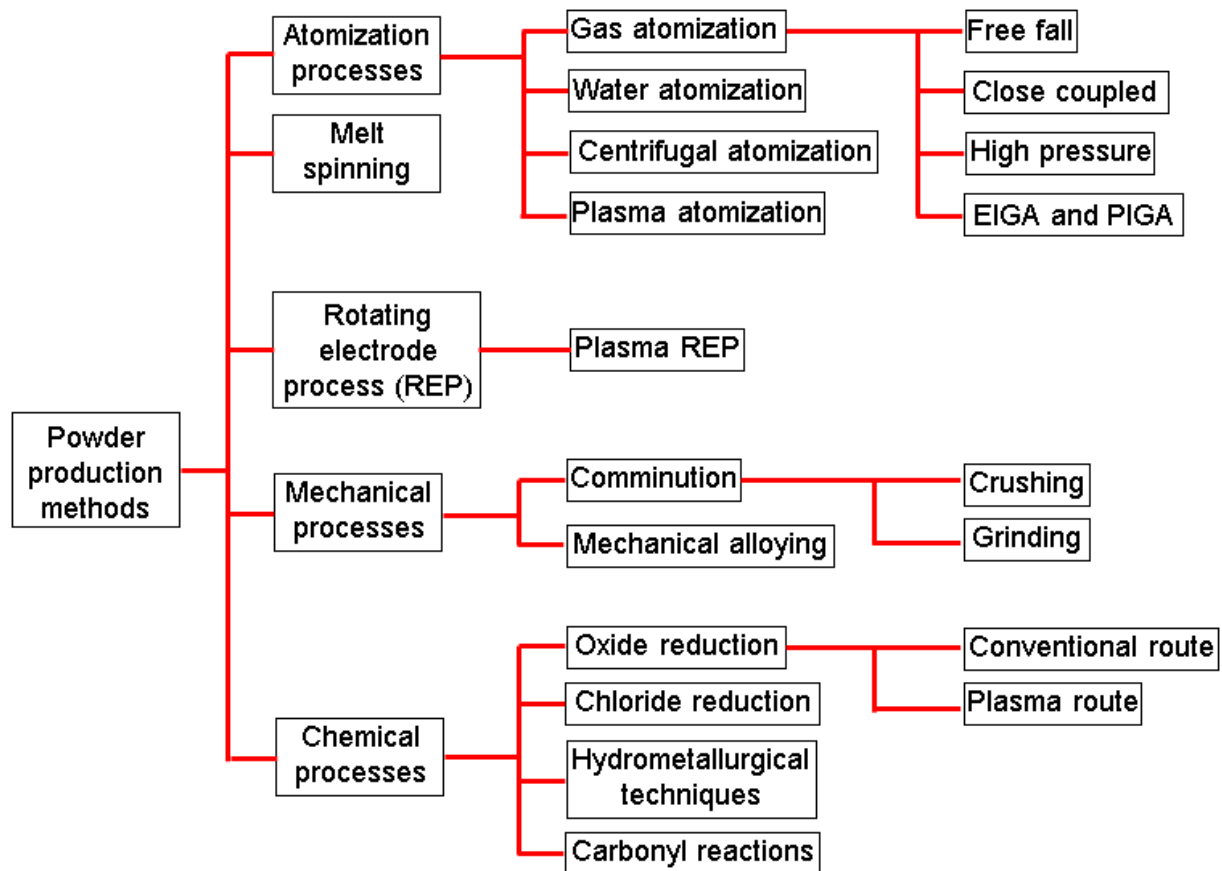 Powder
production
methods
Atomization
processes
Gas atomization
Free fall
Close coupled
High pressure
EIGA and PIGA
Water atomization
Centrifugal atomization
Plasma atomization
Melt
spinning
Rotating
electrode
process (REP)
Plasma REP
Mechanical
processes
Comminution
Crushing
Grinding
Mechanical alloying
Chemical
processes
Oxide reduction
Conventional route
Plasma route
Chloride reduction
Hydrometallurgical
techniques
Carbonyl reactions